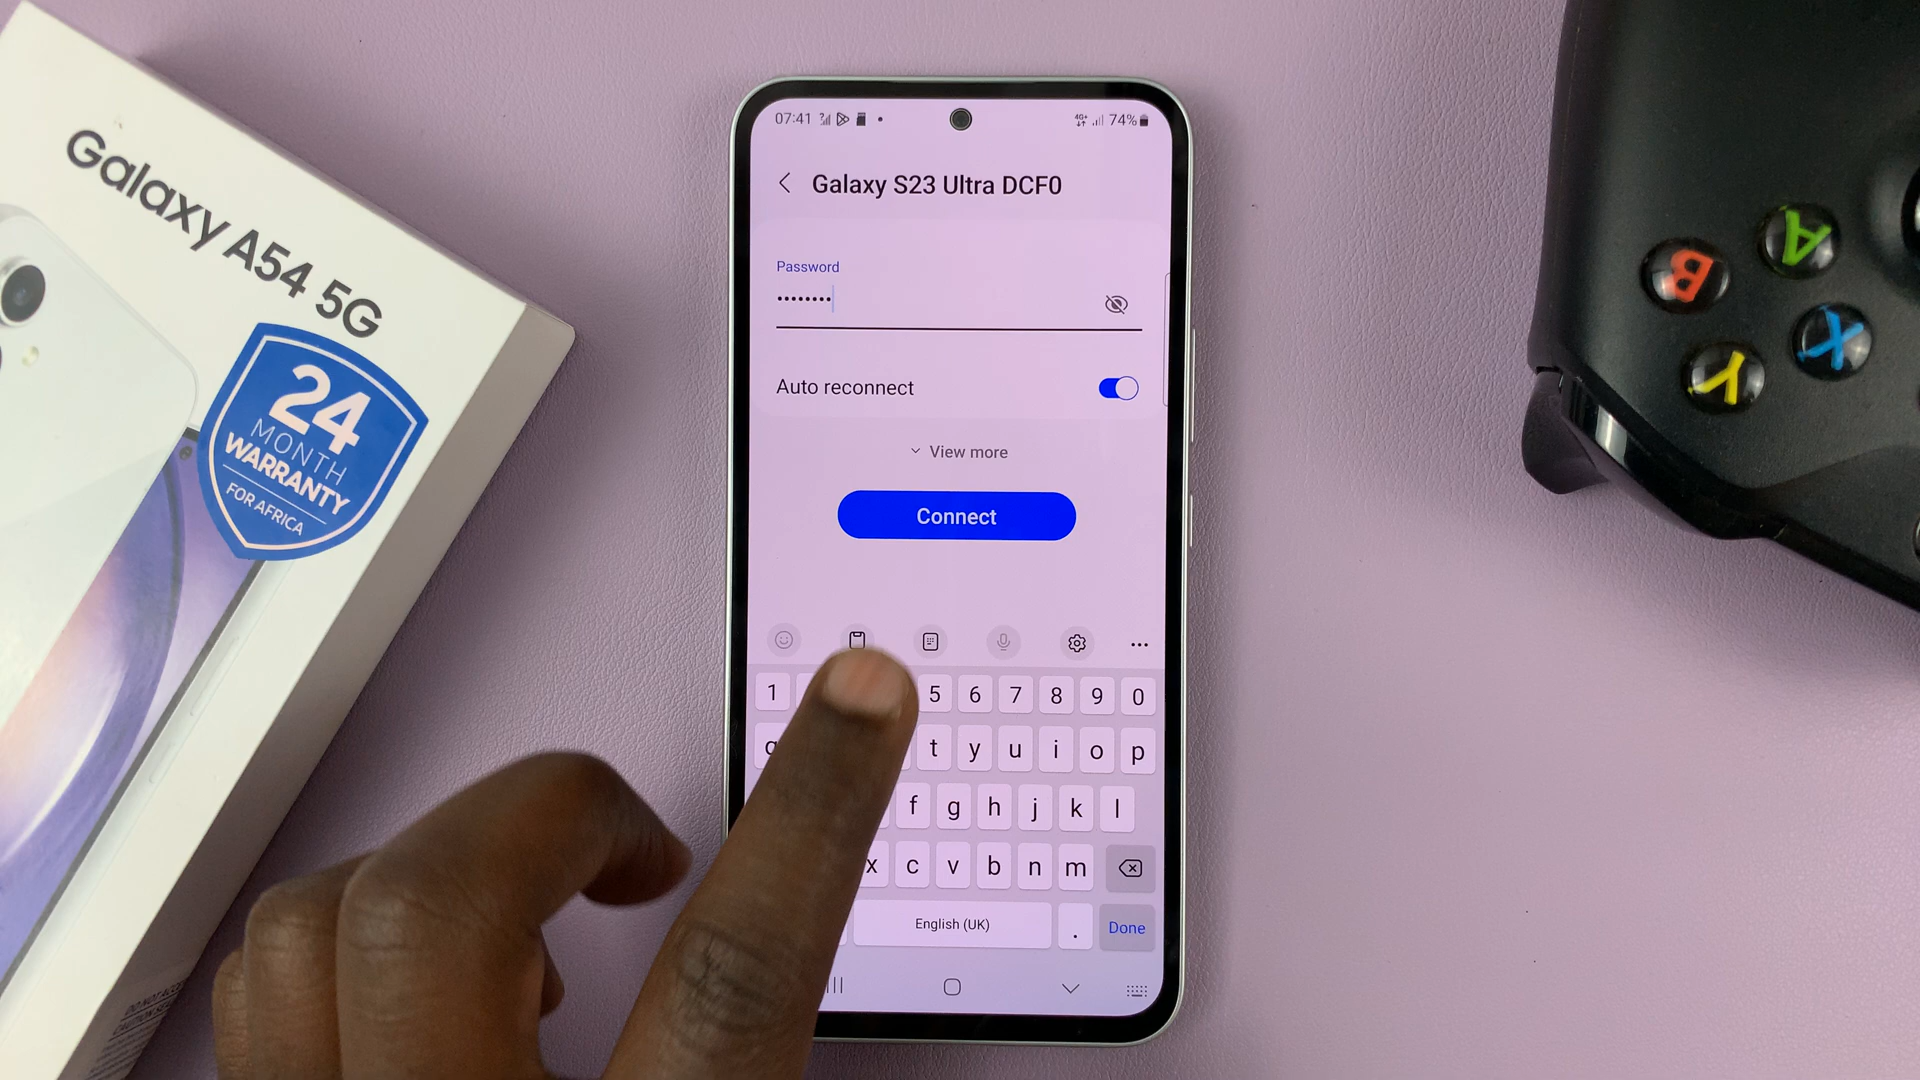 Galaxy A54 5G
24
MONTH
WARRANTY
FOR AFRICA
07:41
4G+
74%
Galaxy S23 Ultra DCF0
Password
••••••••
Auto reconnect
View more
Connect
1 5 6 7 8 9 0
q t y u i o p
f g h j k l
x c v b n m
English (UK) . Done
A
B
X
Y